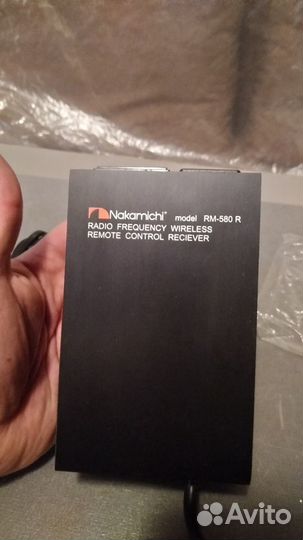 Nakamichi® model RM-580 R
RADIO FREQUENCY WIRELESS
REMOTE CONTROL RECIEVER
Avito